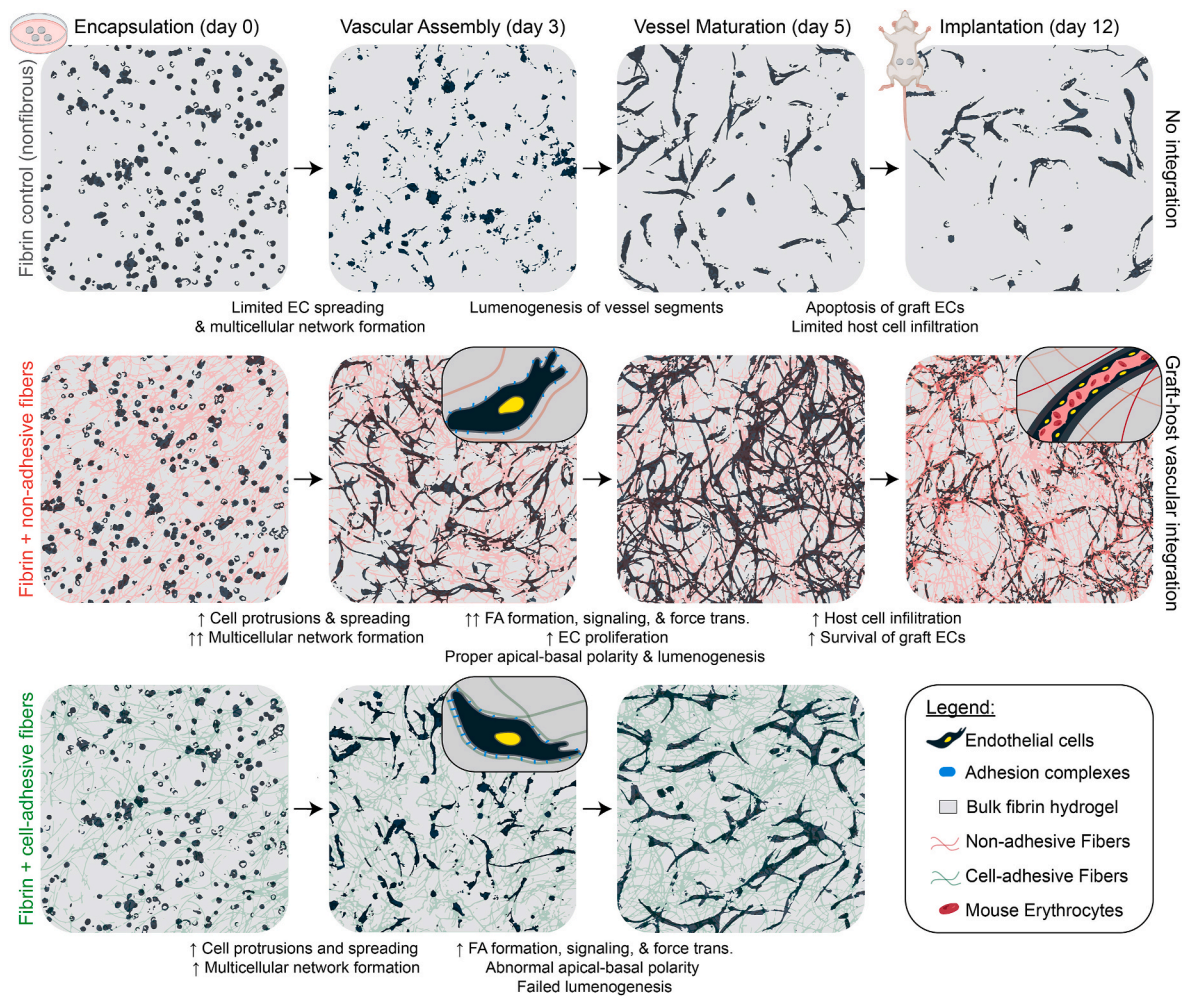 Encapsulation (day 0)
Vascular Assembly (day 3)
Vessel Maturation (day 5)
Implantation (day 12)
Fibrin control (nonfibrous)
No integration
Limited EC spreading
& multicellular network formation
Lumenogenesis of vessel segments
Apoptosis of graft ECs
Limited host cell infiltration
Fibrin + non-adhesive fibers
Graft-host vascular integration
↑ Cell protrusions & spreading
↑↑ Multicellular network formation
↑↑ FA formation, signaling, & force trans.
↑ EC proliferation
Proper apical-basal polarity & lumenogenesis
↑ Host cell infiltration
↑ Survival of graft ECs
Fibrin + cell-adhesive fibers
↑ Cell protrusions and spreading
↑ Multicellular network formation
↑ FA formation, signaling, & force trans.
Abnormal apical-basal polarity
Failed lumenogenesis
Legend:
Endothelial cells
Adhesion complexes
Bulk fibrin hydrogel
Non-adhesive Fibers
Cell-adhesive Fibers
Mouse Erythrocytes